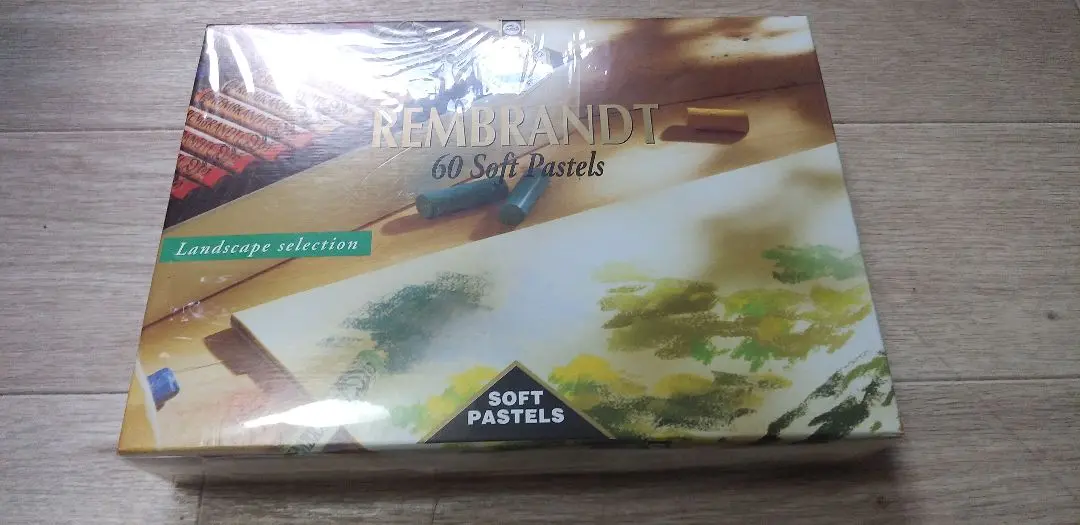 REMBRANDT
60 Soft Pastels
Landscape selection
SOFT
PASTELS